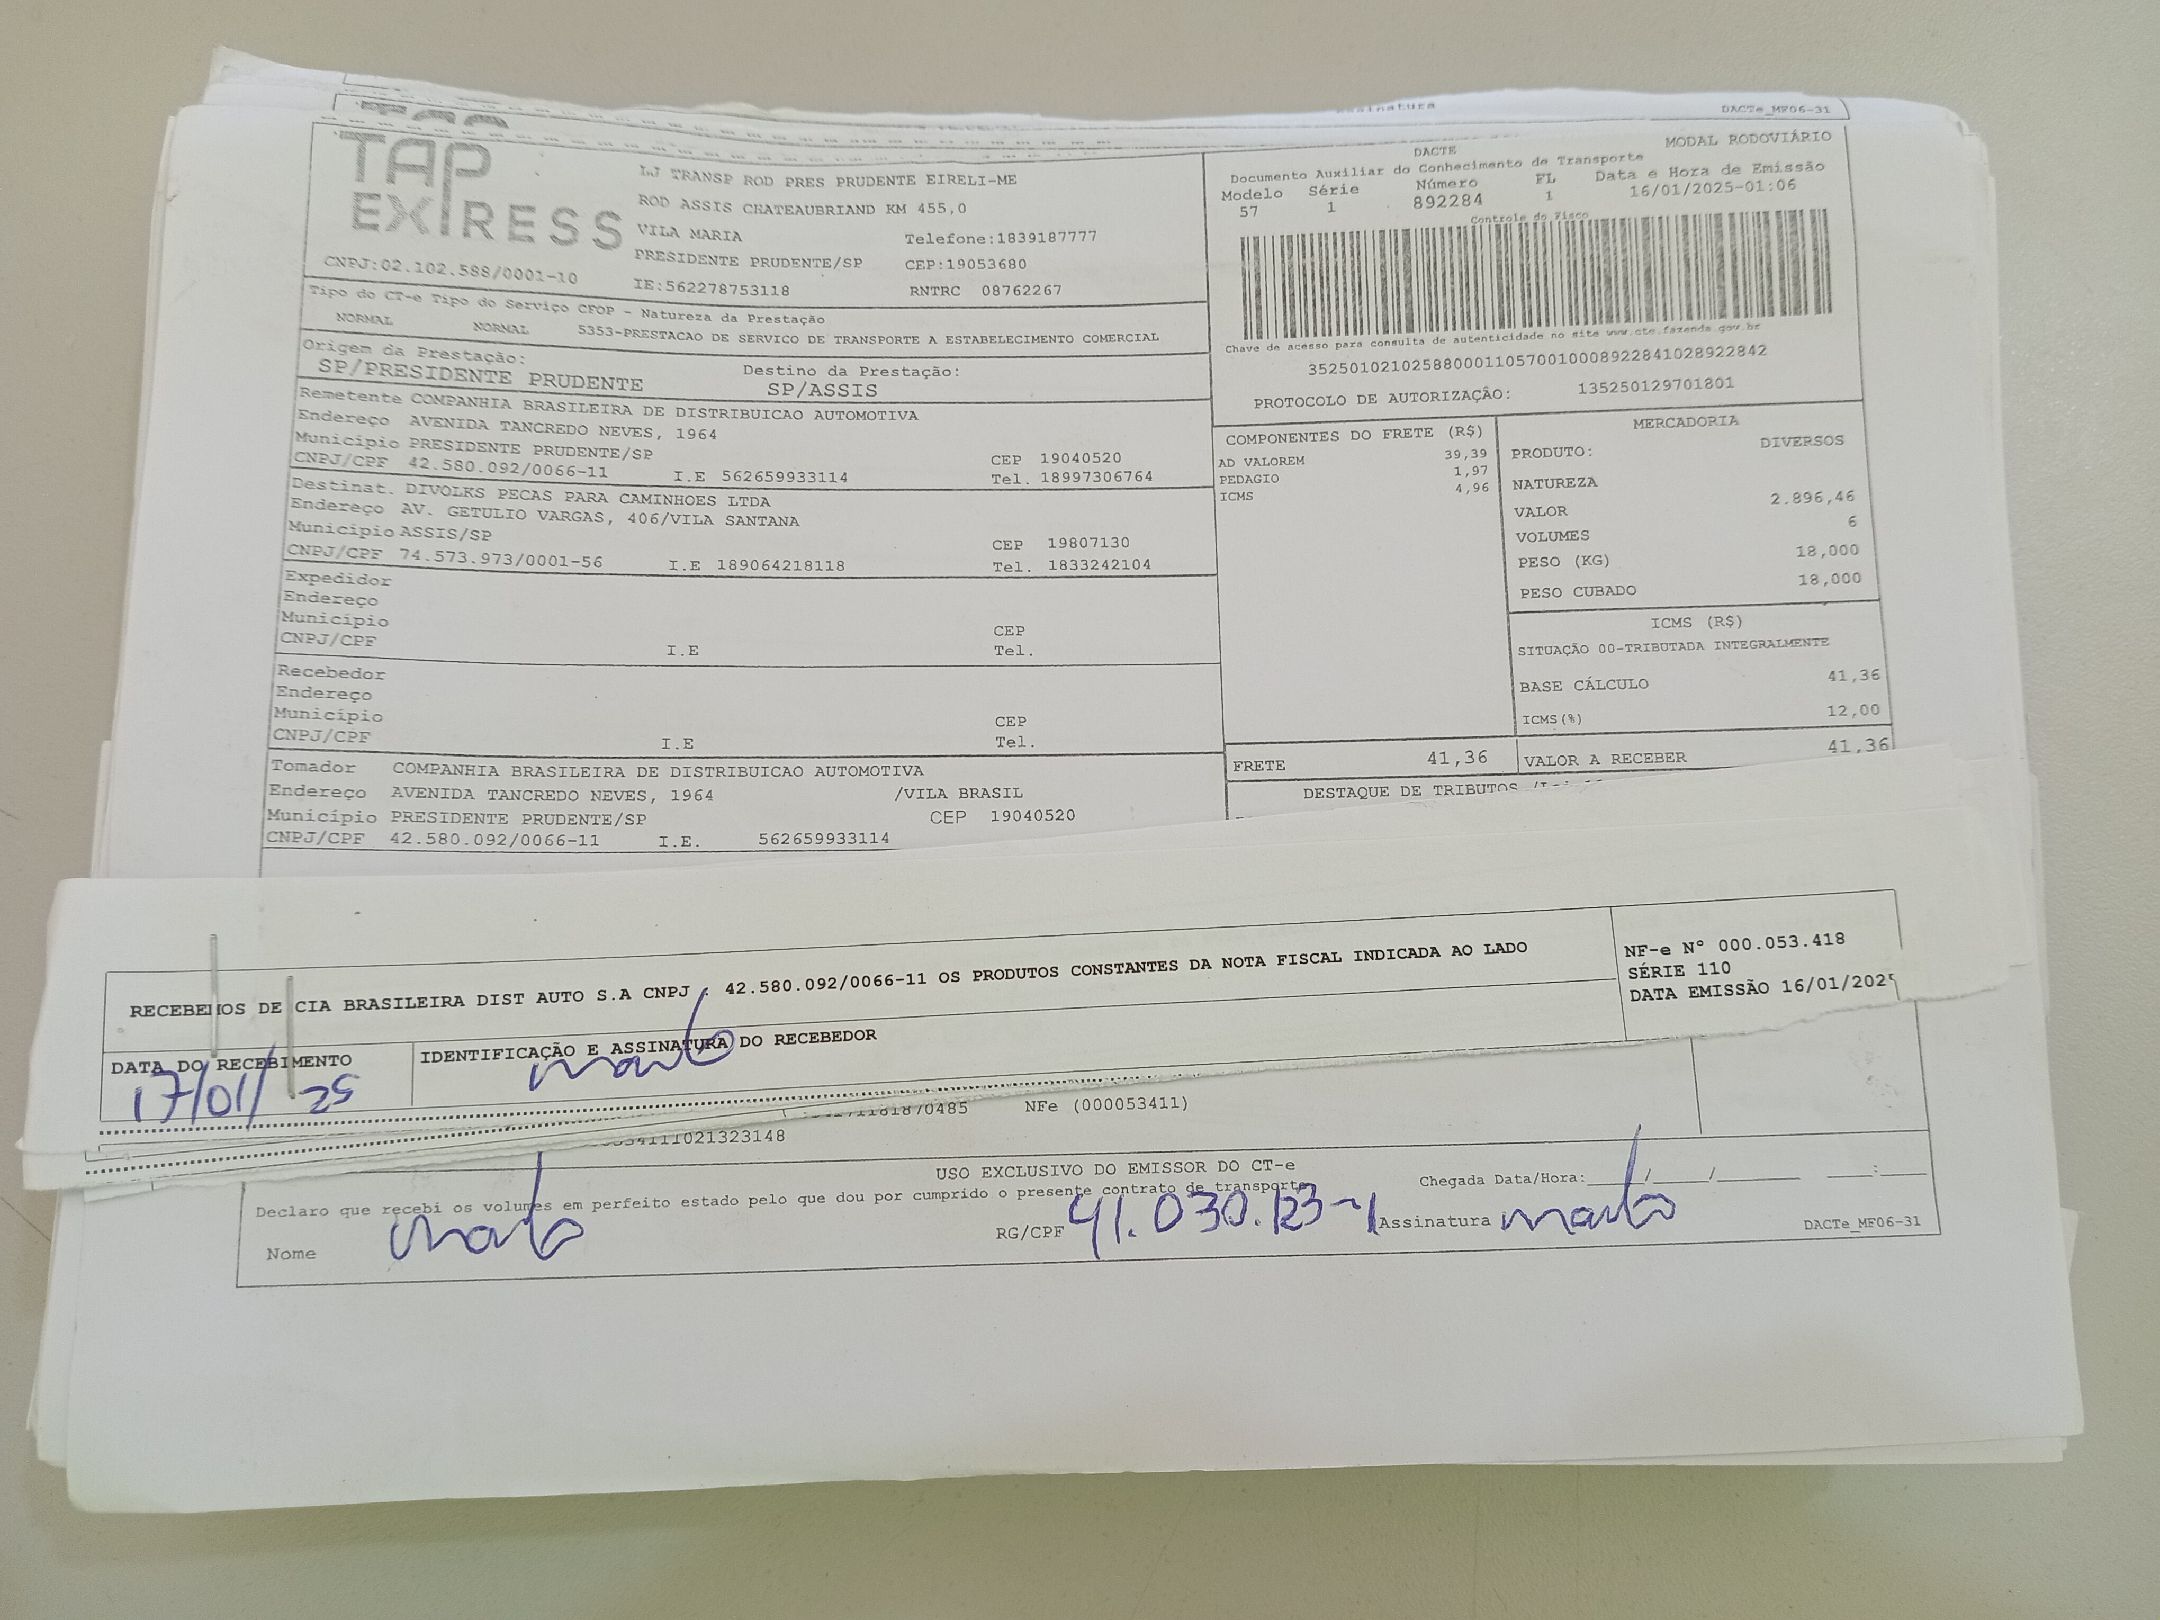 Assinatura
DACTe_MF06-31
TAP EXPRESS
CNPJ:02.102.588/0001-10
LJ TRANSP ROD PRES PRUDENTE EIRELI-ME
ROD ASSIS CHATEAUBRIAND KM 455,0
VILA MARIA
Telefone:1839187777
PRESIDENTE PRUDENTE/SP
CEP:19053680
IE:562278753118
RNTRC 08762267
DACTE
MODAL RODOVIÁRIO
Documento Auxiliar do Conhecimento de Transporte
Modelo Série Número FL Data e Hora de Emissão
57 1 892284 1 16/01/2025-01:06
Controle do Fisco
Chave de acesso para consulta de autenticidade no site www.cte.fazenda.gov.br
35250102102588000110570010008922841028922842
PROTOCOLO DE AUTORIZAÇÃO: 135250129701801
Tipo do CT-e Tipo do Serviço CFOP - Natureza da Prestação
NORMAL NORMAL 5353-PRESTACAO DE SERVICO DE TRANSPORTE A ESTABELECIMENTO COMERCIAL
Origem da Prestação:
SP/PRESIDENTE PRUDENTE
Destino da Prestação:
SP/ASSIS
Remetente COMPANHIA BRASILEIRA DE DISTRIBUICAO AUTOMOTIVA
Endereço AVENIDA TANCREDO NEVES, 1964
Município PRESIDENTE PRUDENTE/SP CEP 19040520
CNPJ/CPF 42.580.092/0066-11 I.E 562659933114 Tel. 18997306764
Destinat. DIVOLKS PECAS PARA CAMINHOES LTDA
Endereço AV. GETULIO VARGAS, 406/VILA SANTANA
Município ASSIS/SP CEP 19807130
CNPJ/CPF 74.573.973/0001-56 I.E 189064218118 Tel. 1833242104
Expedidor
Endereço
Município CEP
CNPJ/CPF I.E Tel.
Recebedor
Endereço
Município CEP
CNPJ/CPF I.E Tel.
Tomador COMPANHIA BRASILEIRA DE DISTRIBUICAO AUTOMOTIVA
Endereço AVENIDA TANCREDO NEVES, 1964 /VILA BRASIL
Município PRESIDENTE PRUDENTE/SP CEP 19040520
CNPJ/CPF 42.580.092/0066-11 I.E. 562659933114
COMPONENTES DO FRETE (R$)
AD VALOREM 39,39
PEDAGIO 1,97
ICMS 4,96
MERCADORIA
PRODUTO: DIVERSOS
NATUREZA
VALOR 2.896,46
VOLUMES 6
PESO (KG) 18,000
PESO CUBADO 18,000
ICMS (R$)
SITUAÇÃO 00-TRIBUTADA INTEGRALMENTE
BASE CÁLCULO 41,36
ICMS(%) 12,00
FRETE 41,36 VALOR A RECEBER 41,36
DESTAQUE DE TRIBUTOS
RECEBEMOS DE CIA BRASILEIRA DIST AUTO S.A CNPJ : 42.580.092/0066-11 OS PRODUTOS CONSTANTES DA NOTA FISCAL INDICADA AO LADO
NF-e N° 000.053.418
SÉRIE 110
DATA EMISSÃO 16/01/2025
DATA DO RECEBIMENTO
17/01/25
IDENTIFICAÇÃO E ASSINATURA DO RECEBEDOR
NFe (000053411)
34111021323148
USO EXCLUSIVO DO EMISSOR DO CT-e
Declaro que recebi os volumes em perfeito estado pelo que dou por cumprido o presente contrato de transporte
Chegada Data/Hora:_____/_____/________ ____:____
Nome
RG/CPF 41.030.123-1
Assinatura
DACTe_MF06-31